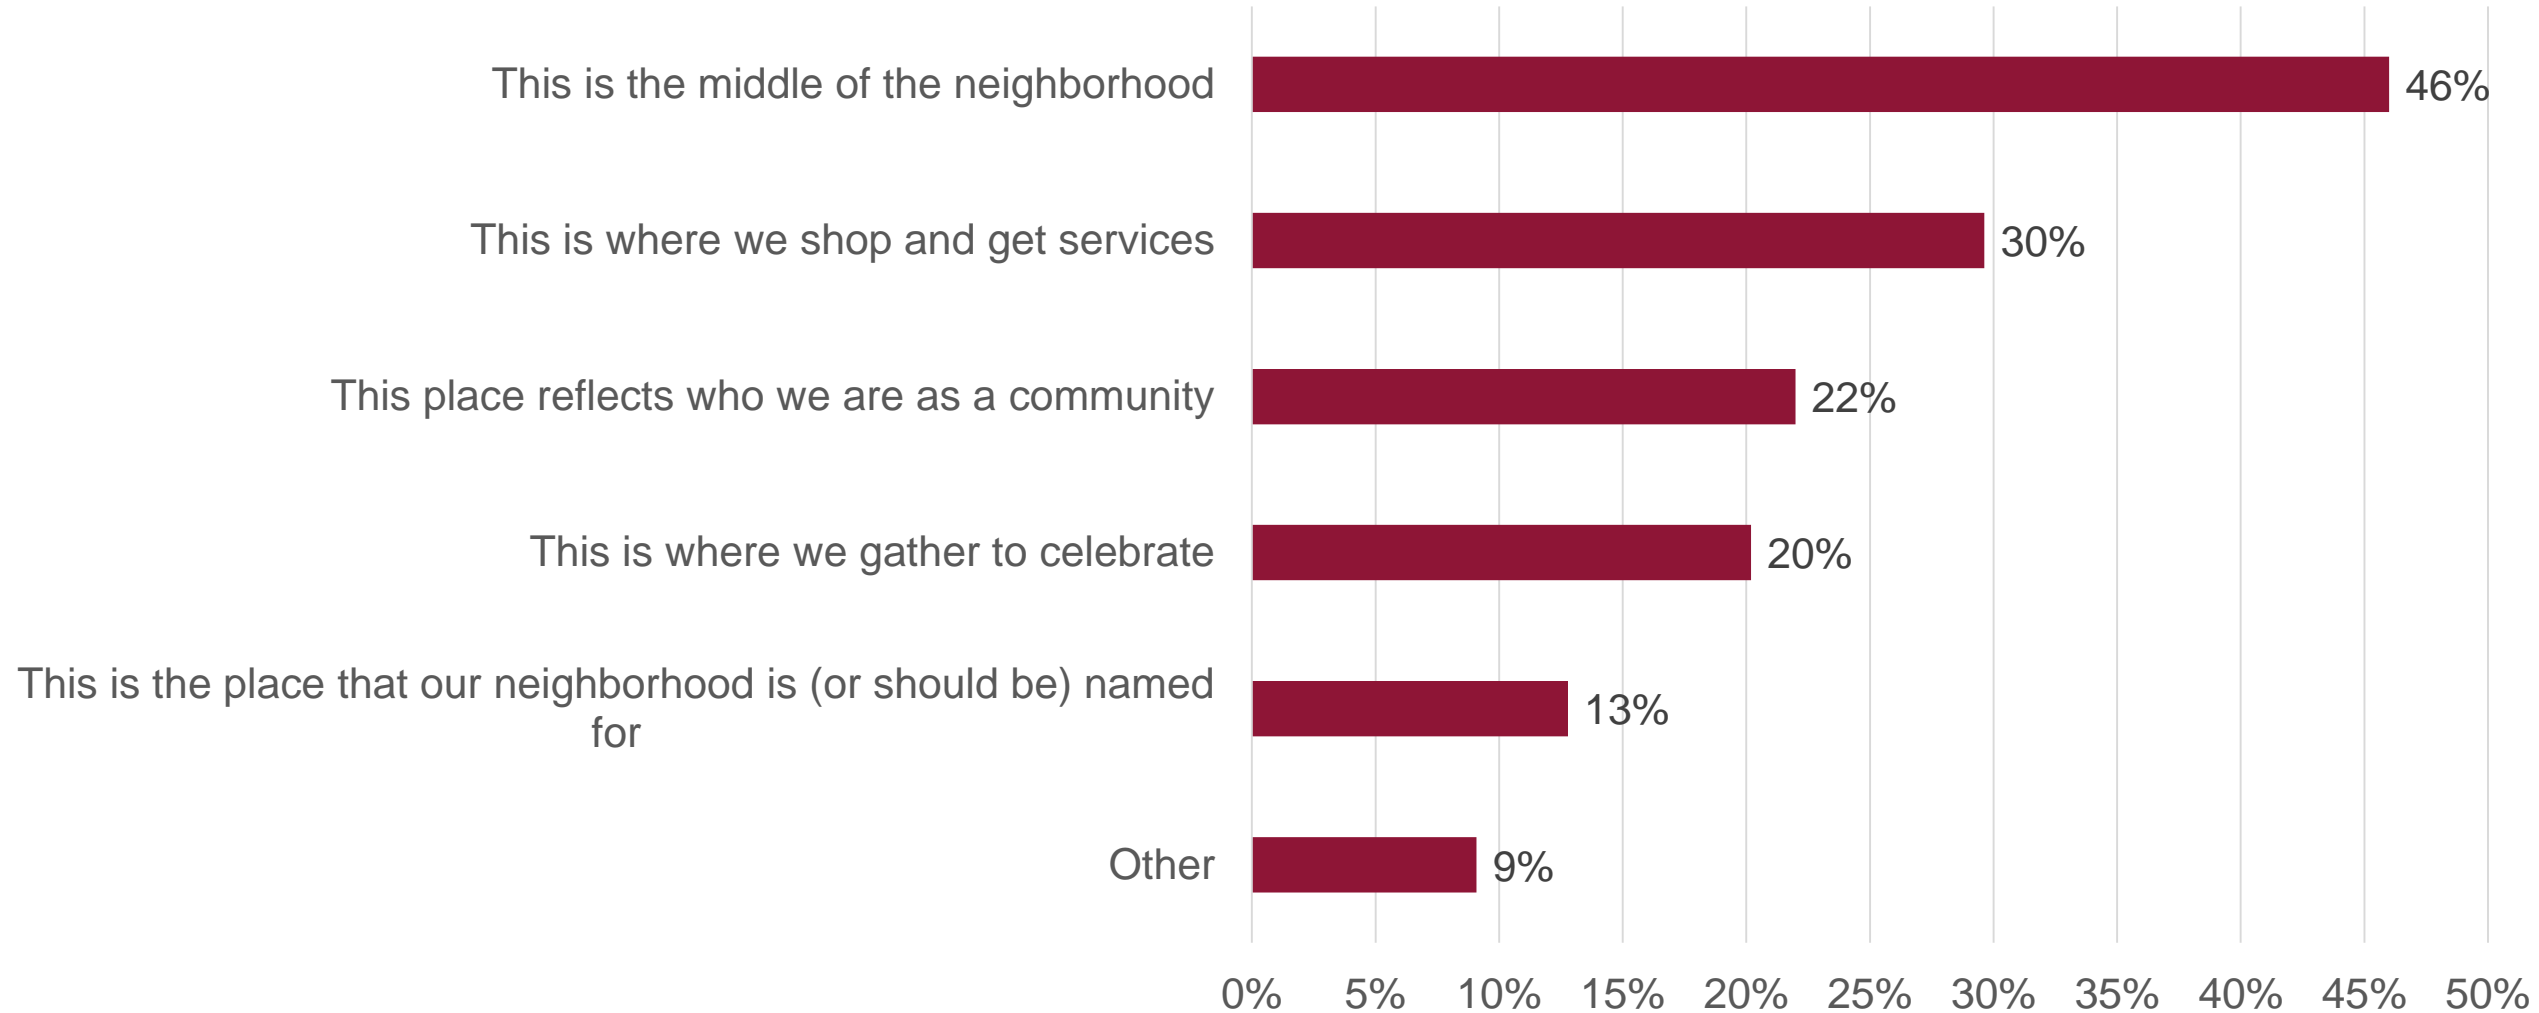 This is the middle of the neighborhood
46%
This is where we shop and get services
30%
This place reflects who we are as a community
22%
This is where we gather to celebrate
20%
This is the place that our neighborhood is (or should be) named
for
13%
Other
9%
0% 5% 10% 15% 20% 25% 30% 35% 40% 45% 50%